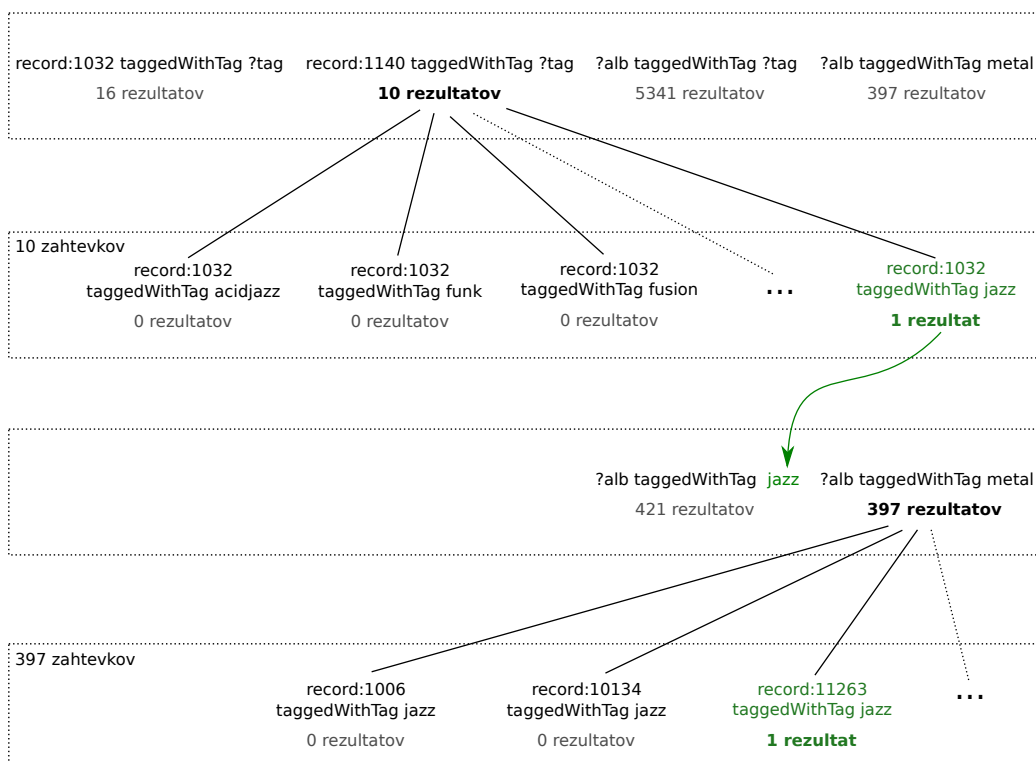 record:1032 taggedWithTag ?tag
16 rezultatov
record:1140 taggedWithTag ?tag
10 rezultatov
?alb taggedWithTag ?tag
5341 rezultatov
?alb taggedWithTag metal
397 rezultatov
10 zahtevkov
record:1032
taggedWithTag acidjazz
0 rezultatov
record:1032
taggedWithTag funk
0 rezultatov
record:1032
taggedWithTag fusion
0 rezultatov
...
record:1032
taggedWithTag jazz
1 rezultat
?alb taggedWithTag jazz
421 rezultatov
?alb taggedWithTag metal
397 rezultatov
397 zahtevkov
record:1006
taggedWithTag jazz
0 rezultatov
record:10134
taggedWithTag jazz
0 rezultatov
record:11263
taggedWithTag jazz
1 rezultat
...